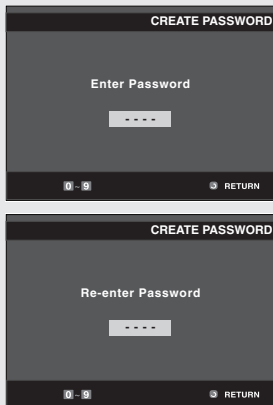 CREATE PASSWORD
Enter Password
- - - -
0 ~ 9 RETURN
CREATE PASSWORD
Re-enter Password
- - - -
0 ~ 9 RETURN